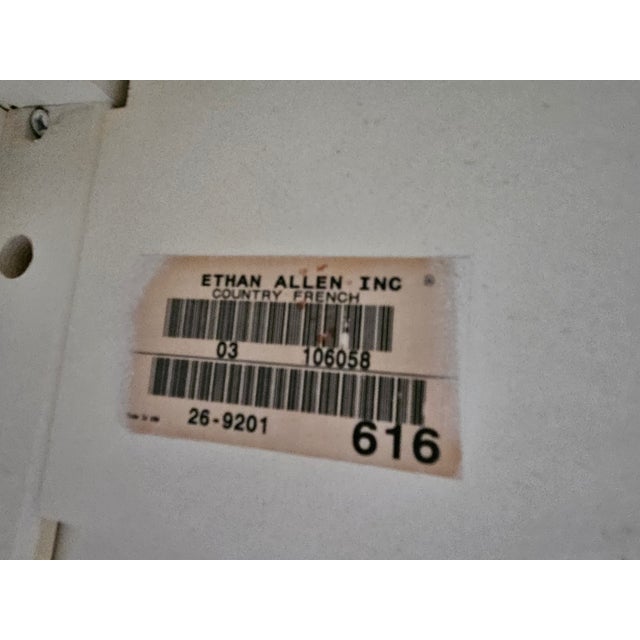 ETHAN ALLEN INC ®
COUNTRY FRENCH
03 106058
26-9201 616